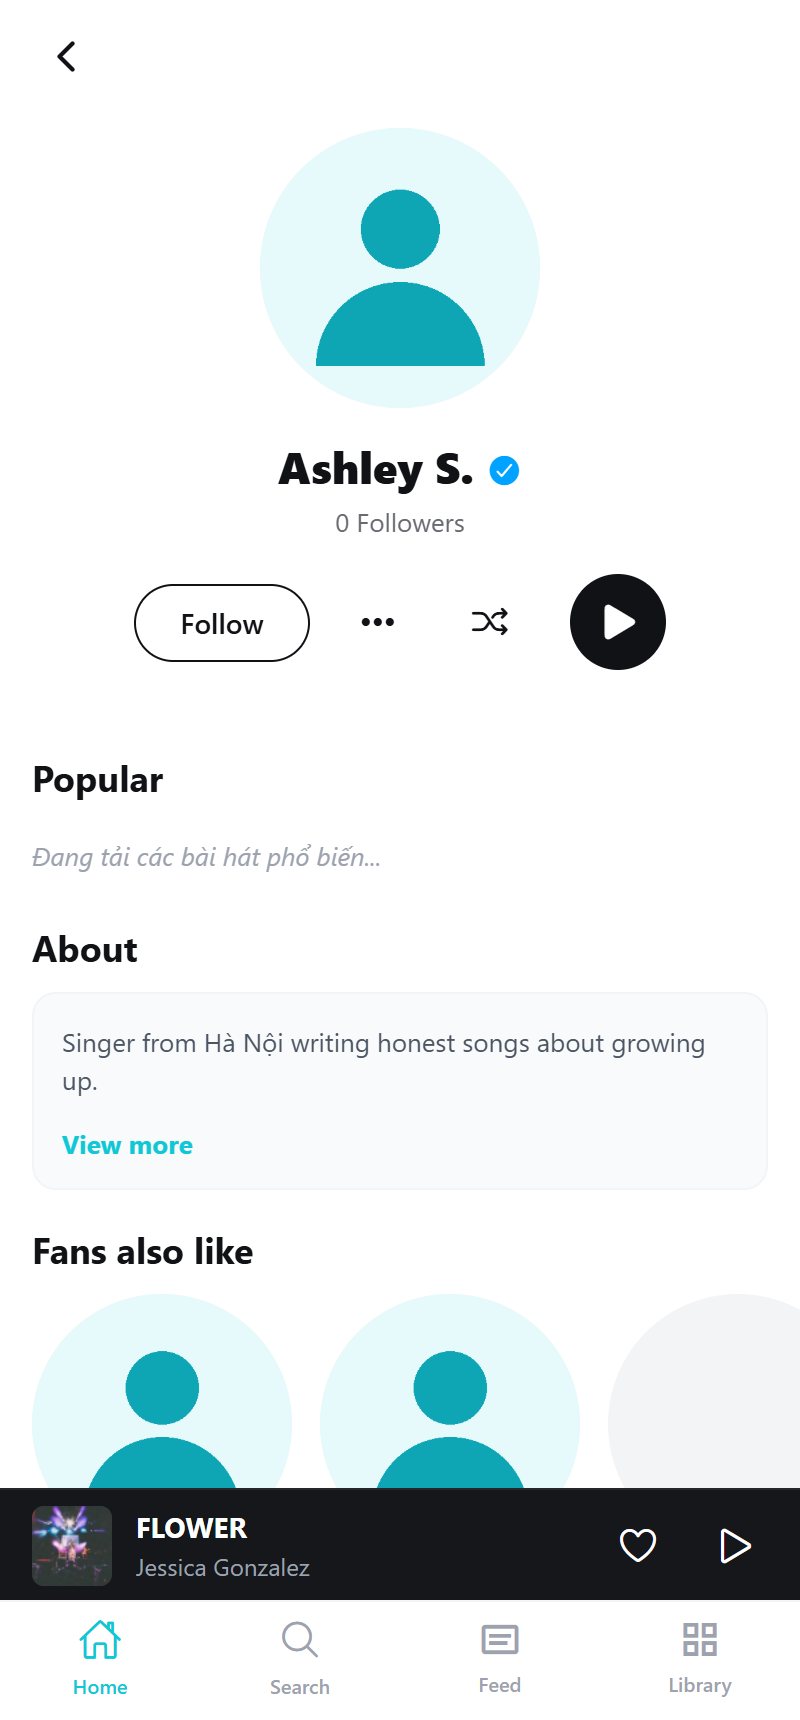 Ashley S.
0 Followers
Follow
Popular
Đang tải các bài hát phổ biến...
About
Singer from Hà Nội writing honest songs about growing
up.
View more
Fans also like
FLOWER
Jessica Gonzalez
Home
Search
Feed
Library